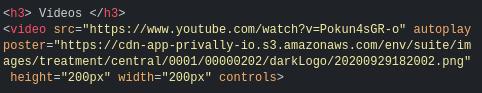 <h3> Vídeos </h3>
<video src="https://www.youtube.com/watch?v=Pokun4sGR-o" autoplay
poster="https://cdn-app-privally-io.s3.amazonaws.com/env/suite/im
ages/treatment/central/0001/00000202/darkLogo/20200929182002.png"
 height="200px" width="200px" controls>